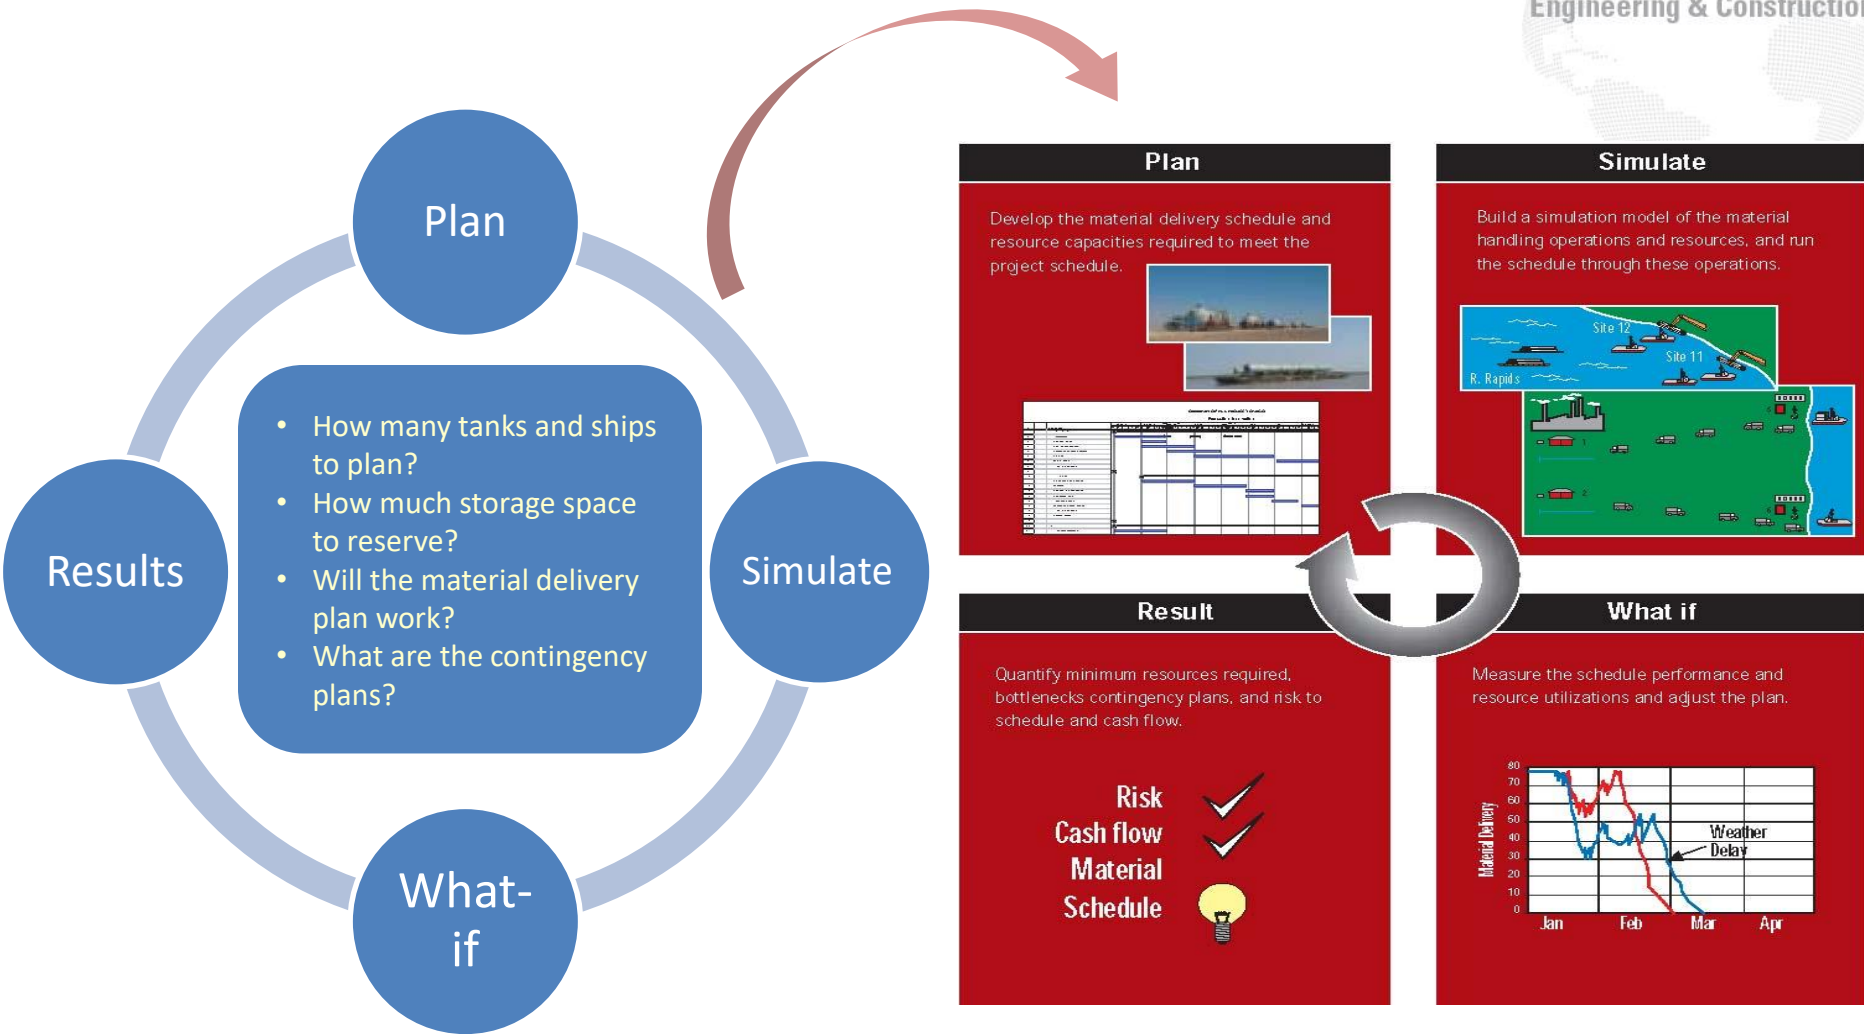 Engineering & Construction
Plan
Simulate
What-
if
Results
• How many tanks and ships
to plan?
• How much storage space
to reserve?
• Will the material delivery
plan work?
• What are the contingency
plans?
Plan
Develop the material delivery schedule and
resource capacities required to meet the
project schedule.
Simulate
Build a simulation model of the material
handling operations and resources, and run
the schedule through these operations.
Site 12
Site 11
R. Rapids
1
2
Result
Quantify minimum resources required,
bottlenecks contingency plans, and risk to
schedule and cash flow.
Risk
Cash flow
Material
Schedule
What if
Measure the schedule performance and
resource utilizations and adjust the plan.
Material Delivery
80
70
60
50
40
30
20
10
0
Weather
Delay
Jan Feb Mar Apr